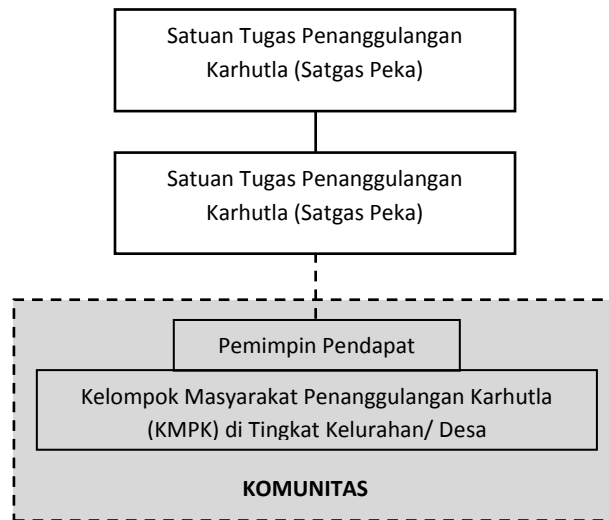 Satuan Tugas Penanggulangan
Karhutla (Satgas Peka)
Satuan Tugas Penanggulangan
Karhutla (Satgas Peka)
Pemimpin Pendapat
Kelompok Masyarakat Penanggulangan Karhutla
(KMPK) di Tingkat Kelurahan/ Desa
KOMUNITAS